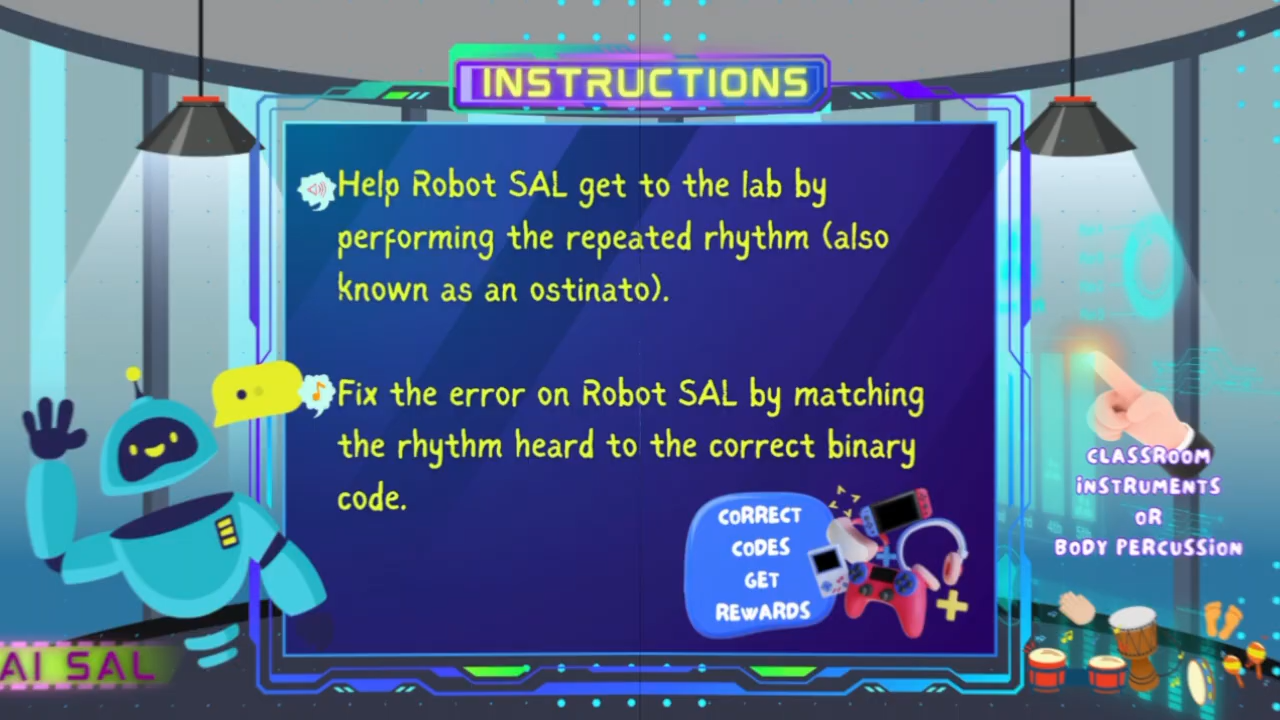 INSTRUCTIONS
Help Robot SAL get to the lab by
performing the repeated rhythm (also
known as an ostinato).
Fix the error on Robot SAL by matching
the rhythm heard to the correct binary
code.
CORRECT
CODES
GET
REWARDS
CLASSROOM
INSTRUMENTS
OR
BODY PERCUSSION
AI SAL